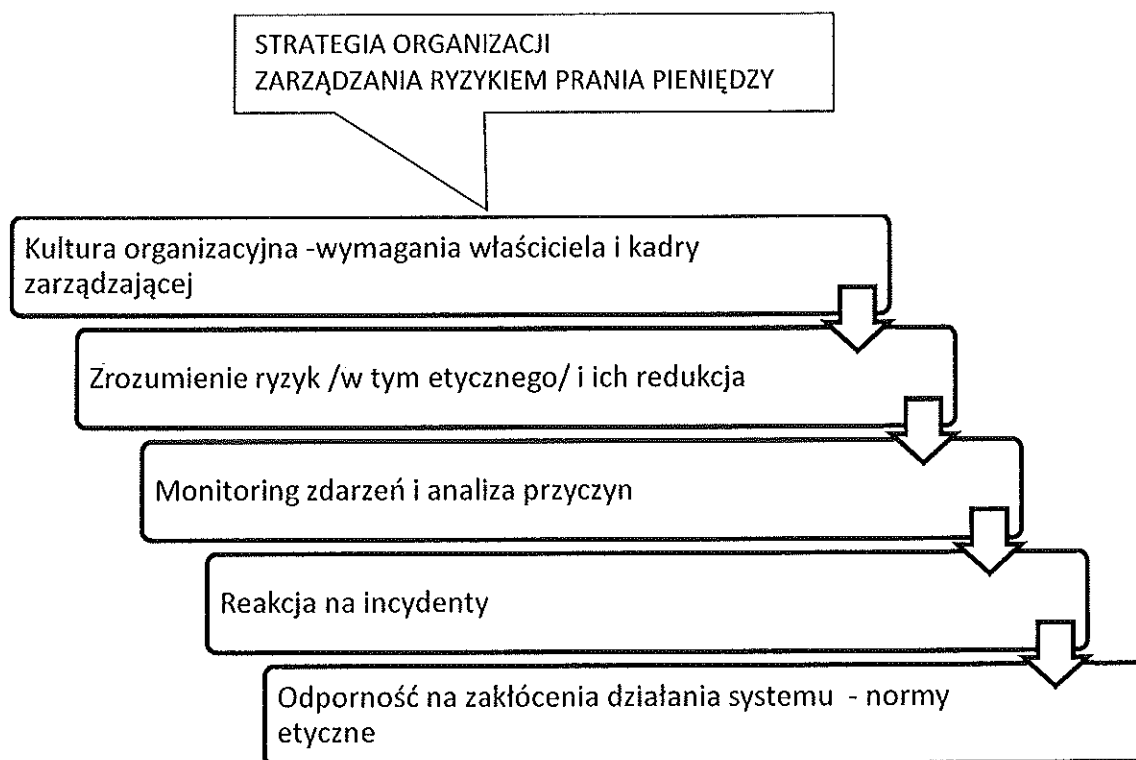 STRATEGIA ORGANIZACJI
ZARZĄDZANIA RYZYKIEM PRANIA PIENIĘDZY
Kultura organizacyjna -wymagania właściciela i kadry
zarządzającej
Zrozumienie ryzyk /w tym etycznego/ i ich redukcja
Monitoring zdarzeń i analiza przyczyn
Reakcja na incydenty
Odporność na zakłócenia działania systemu - normy
etyczne